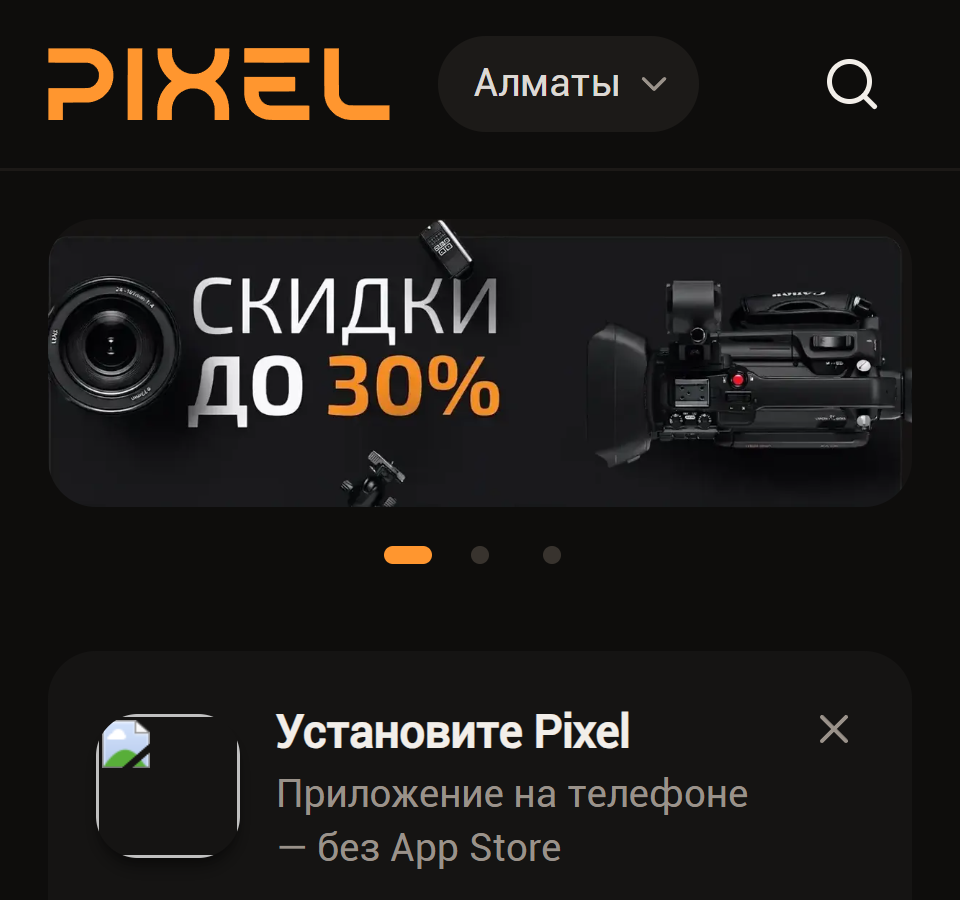 PIXEL
Алматы
СКИДКИ
ДО 30%
Установите Pixel
Приложение на телефоне
— без App Store